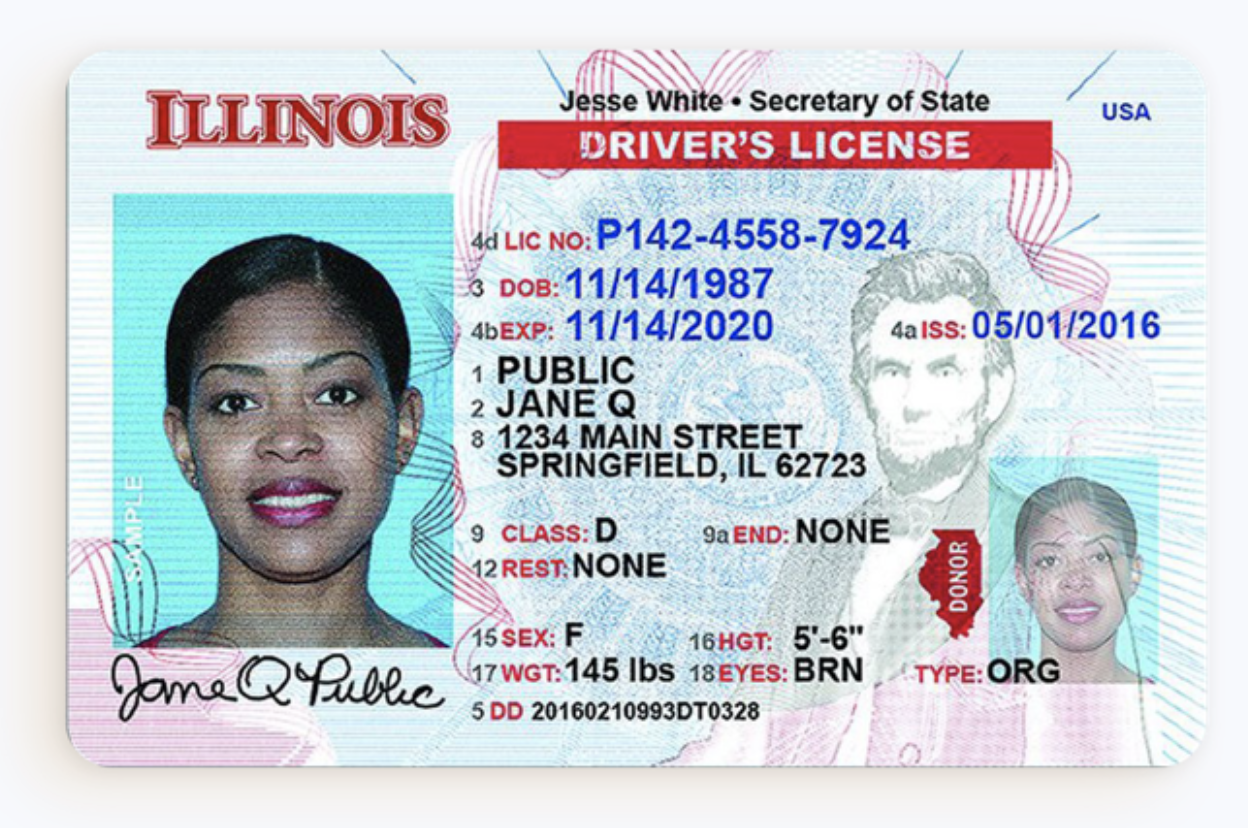 ILLINOIS
Jesse White • Secretary of State
USA
DRIVER'S LICENSE
4d LIC NO: P142-4558-7924
3 DOB: 11/14/1987
4b EXP: 11/14/2020
4a ISS: 05/01/2016
1 PUBLIC
2 JANE Q
8 1234 MAIN STREET
SPRINGFIELD, IL 62723
9 CLASS: D
9a END: NONE
12 REST: NONE
DONOR
SAMPLE
15 SEX: F
16 HGT: 5'-6"
17 WGT: 145 lbs
18 EYES: BRN
TYPE: ORG
Jane Q Public
5 DD 20160210993DT0328